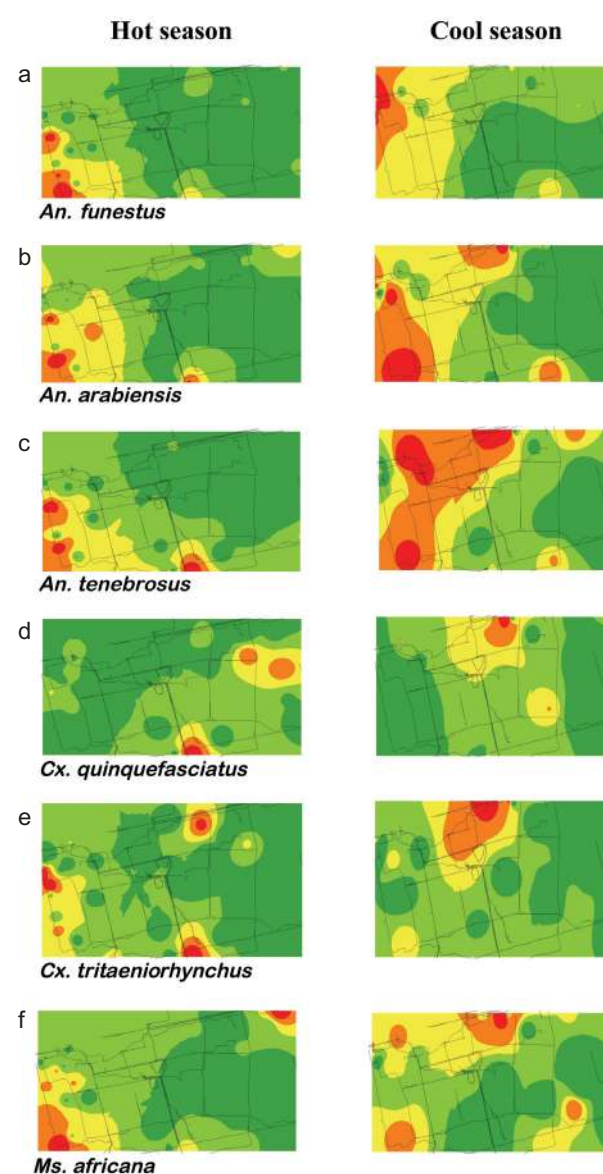 Hot season Cool season
a
An. funestus
b
An. arabiensis
c
An. tenebrosus
d
Cx. quinquefasciatus
e
Cx. tritaeniorhynchus
f
Ms. africana